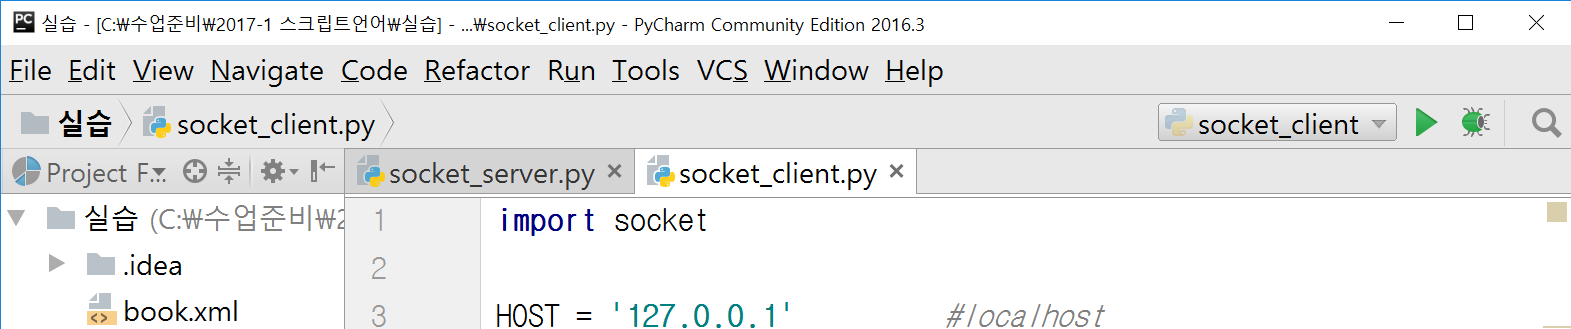 실습 - [C:₩수업준비₩2017-1 스크립트언어₩실습] - ...₩socket_client.py - PyCharm Community Edition 2016.3
File Edit View Navigate Code Refactor Run Tools VCS Window Help
실습 socket_client.py socket_client
Project F... socket_server.py socket_client.py
실습 (C:₩수업준비₩2
1 import socket
.idea
2
book.xml
3 HOST = '127.0.0.1' #localhost